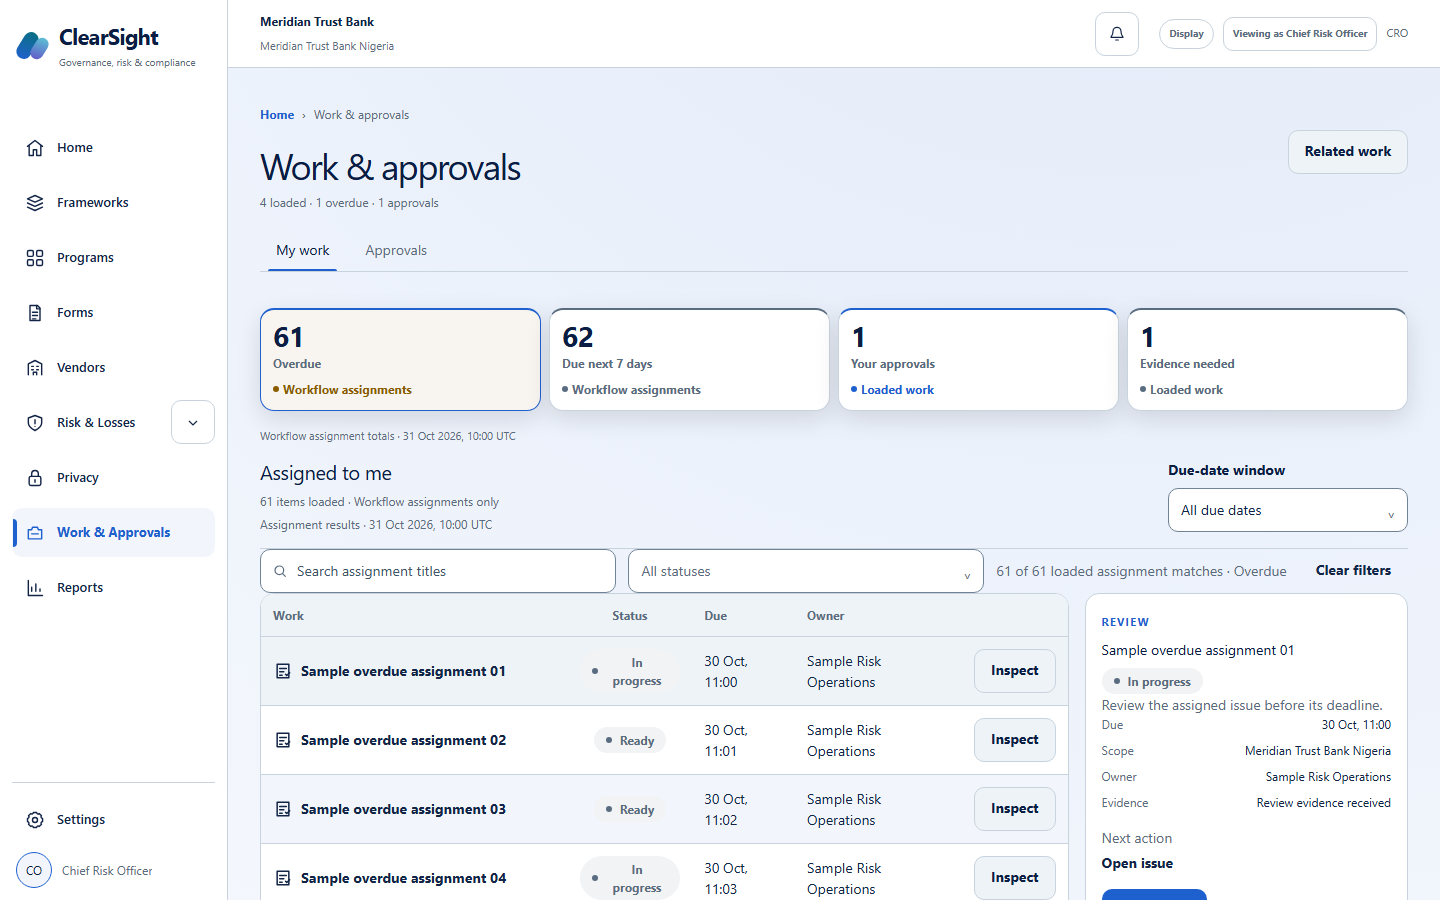 ClearSight
Governance, risk & compliance
Home
Frameworks
Programs
Forms
Vendors
Risk & Losses
Privacy
Work & Approvals
Reports
Settings
CO
Chief Risk Officer
Meridian Trust Bank
Meridian Trust Bank Nigeria
Display
Viewing as Chief Risk Officer
CRO
Home › Work & approvals
Work & approvals
4 loaded · 1 overdue · 1 approvals
Related work
My work
Approvals
61
Overdue
Workflow assignments
62
Due next 7 days
Workflow assignments
1
Your approvals
Loaded work
1
Evidence needed
Loaded work
Workflow assignment totals · 31 Oct 2026, 10:00 UTC
Assigned to me
61 items loaded · Workflow assignments only
Assignment results · 31 Oct 2026, 10:00 UTC
Due-date window
All due dates
Search assignment titles
All statuses
61 of 61 loaded assignment matches · Overdue
Clear filters
Work Status Due Owner
Sample overdue assignment 01
In
progress
30 Oct,
11:00
Sample Risk
Operations
Inspect
Sample overdue assignment 02
Ready
30 Oct,
11:01
Sample Risk
Operations
Inspect
Sample overdue assignment 03
Ready
30 Oct,
11:02
Sample Risk
Operations
Inspect
Sample overdue assignment 04
In
progress
30 Oct,
11:03
Sample Risk
Operations
Inspect
REVIEW
Sample overdue assignment 01
In progress
Review the assigned issue before its deadline.
Due 30 Oct, 11:00
Scope Meridian Trust Bank Nigeria
Owner Sample Risk Operations
Evidence Review evidence received
Next action
Open issue